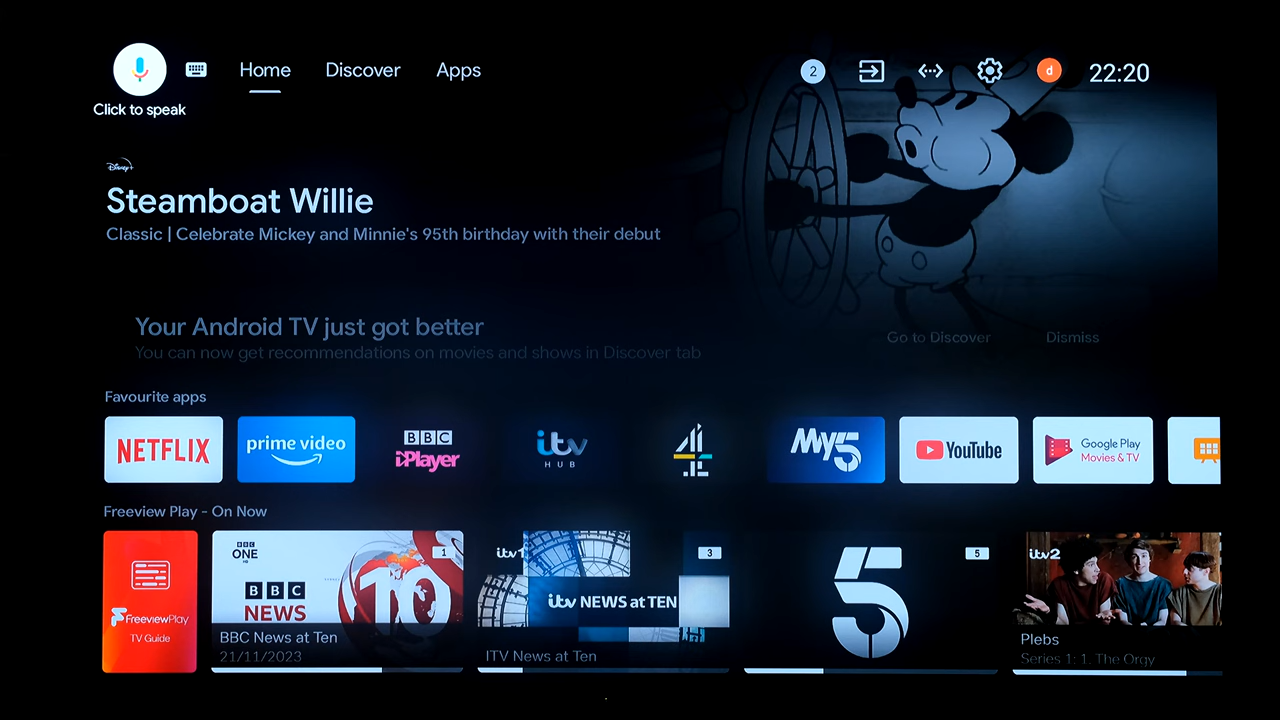 Home Discover Apps
2
d
22:20
Click to speak
Disney+
Steamboat Willie
Classic | Celebrate Mickey and Minnie's 95th birthday with their debut
Your Android TV just got better
You can now get recommendations on movies and shows in Discover tab
Go to Discover
Dismiss
Favourite apps
NETFLIX
prime video
BBC
iPlayer
itv
HUB
4
My5
YouTube
Google Play
Movies & TV
Freeview Play - On Now
FreeviewPlay
TV Guide
BBC
ONE
HD
1
BBC
NEWS
10
BBC News at Ten
21/11/2023
itv1
3
itv NEWS at TEN
ITV News at Ten
5
5
itv2
Plebs
Series 1: 1. The Orgy